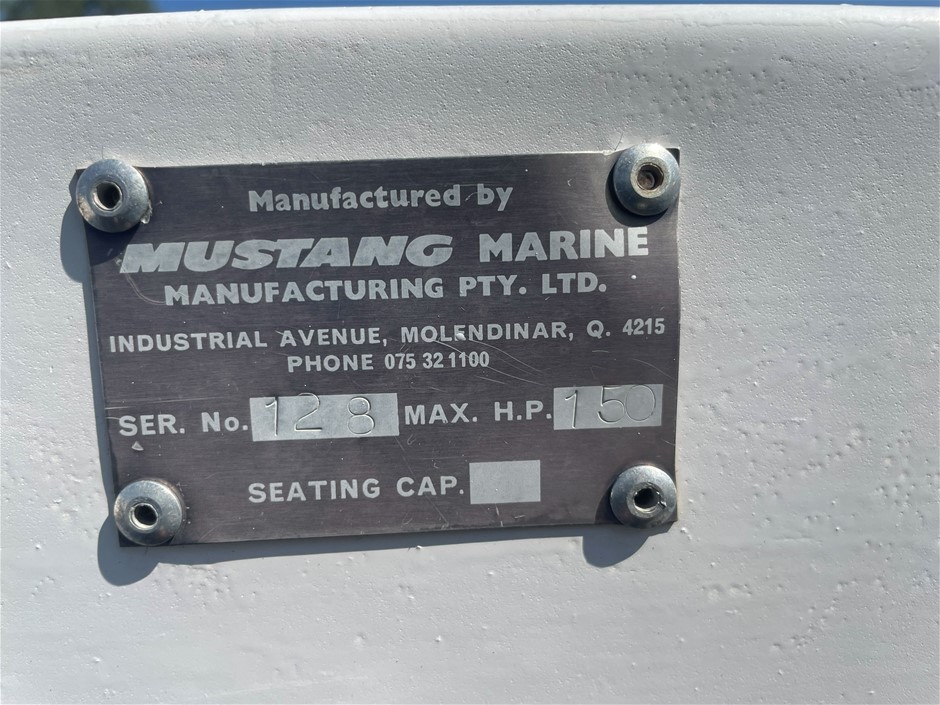 Manufactured by
MUSTANG MARINE
MANUFACTURING PTY. LTD.
INDUSTRIAL AVENUE, MOLENDINAR, Q. 4215
PHONE 075 32 1100
SER. No. 128 MAX. H.P. 150
SEATING CAP.